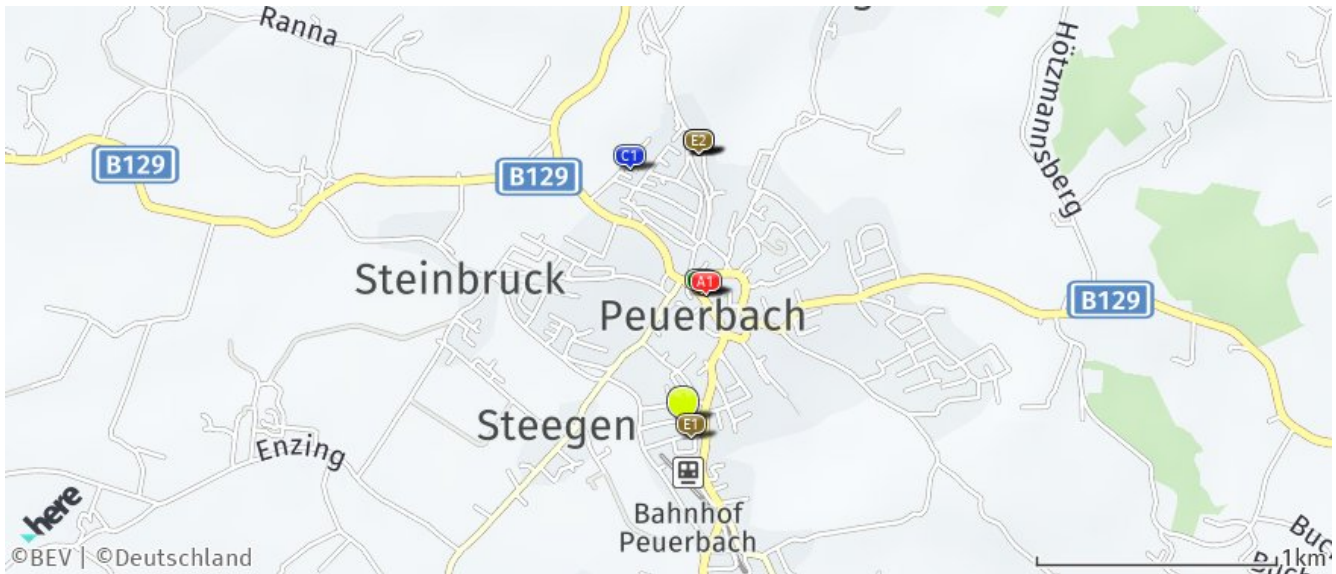 Ranna
Hötzmannsberg
E2
C1
B129
B129
A1
Steinbruck
Peuerbach
B129
Steegen
E1
Enzing
Bahnhof
Peuerbach
here
©BEV | ©Deutschland
1km